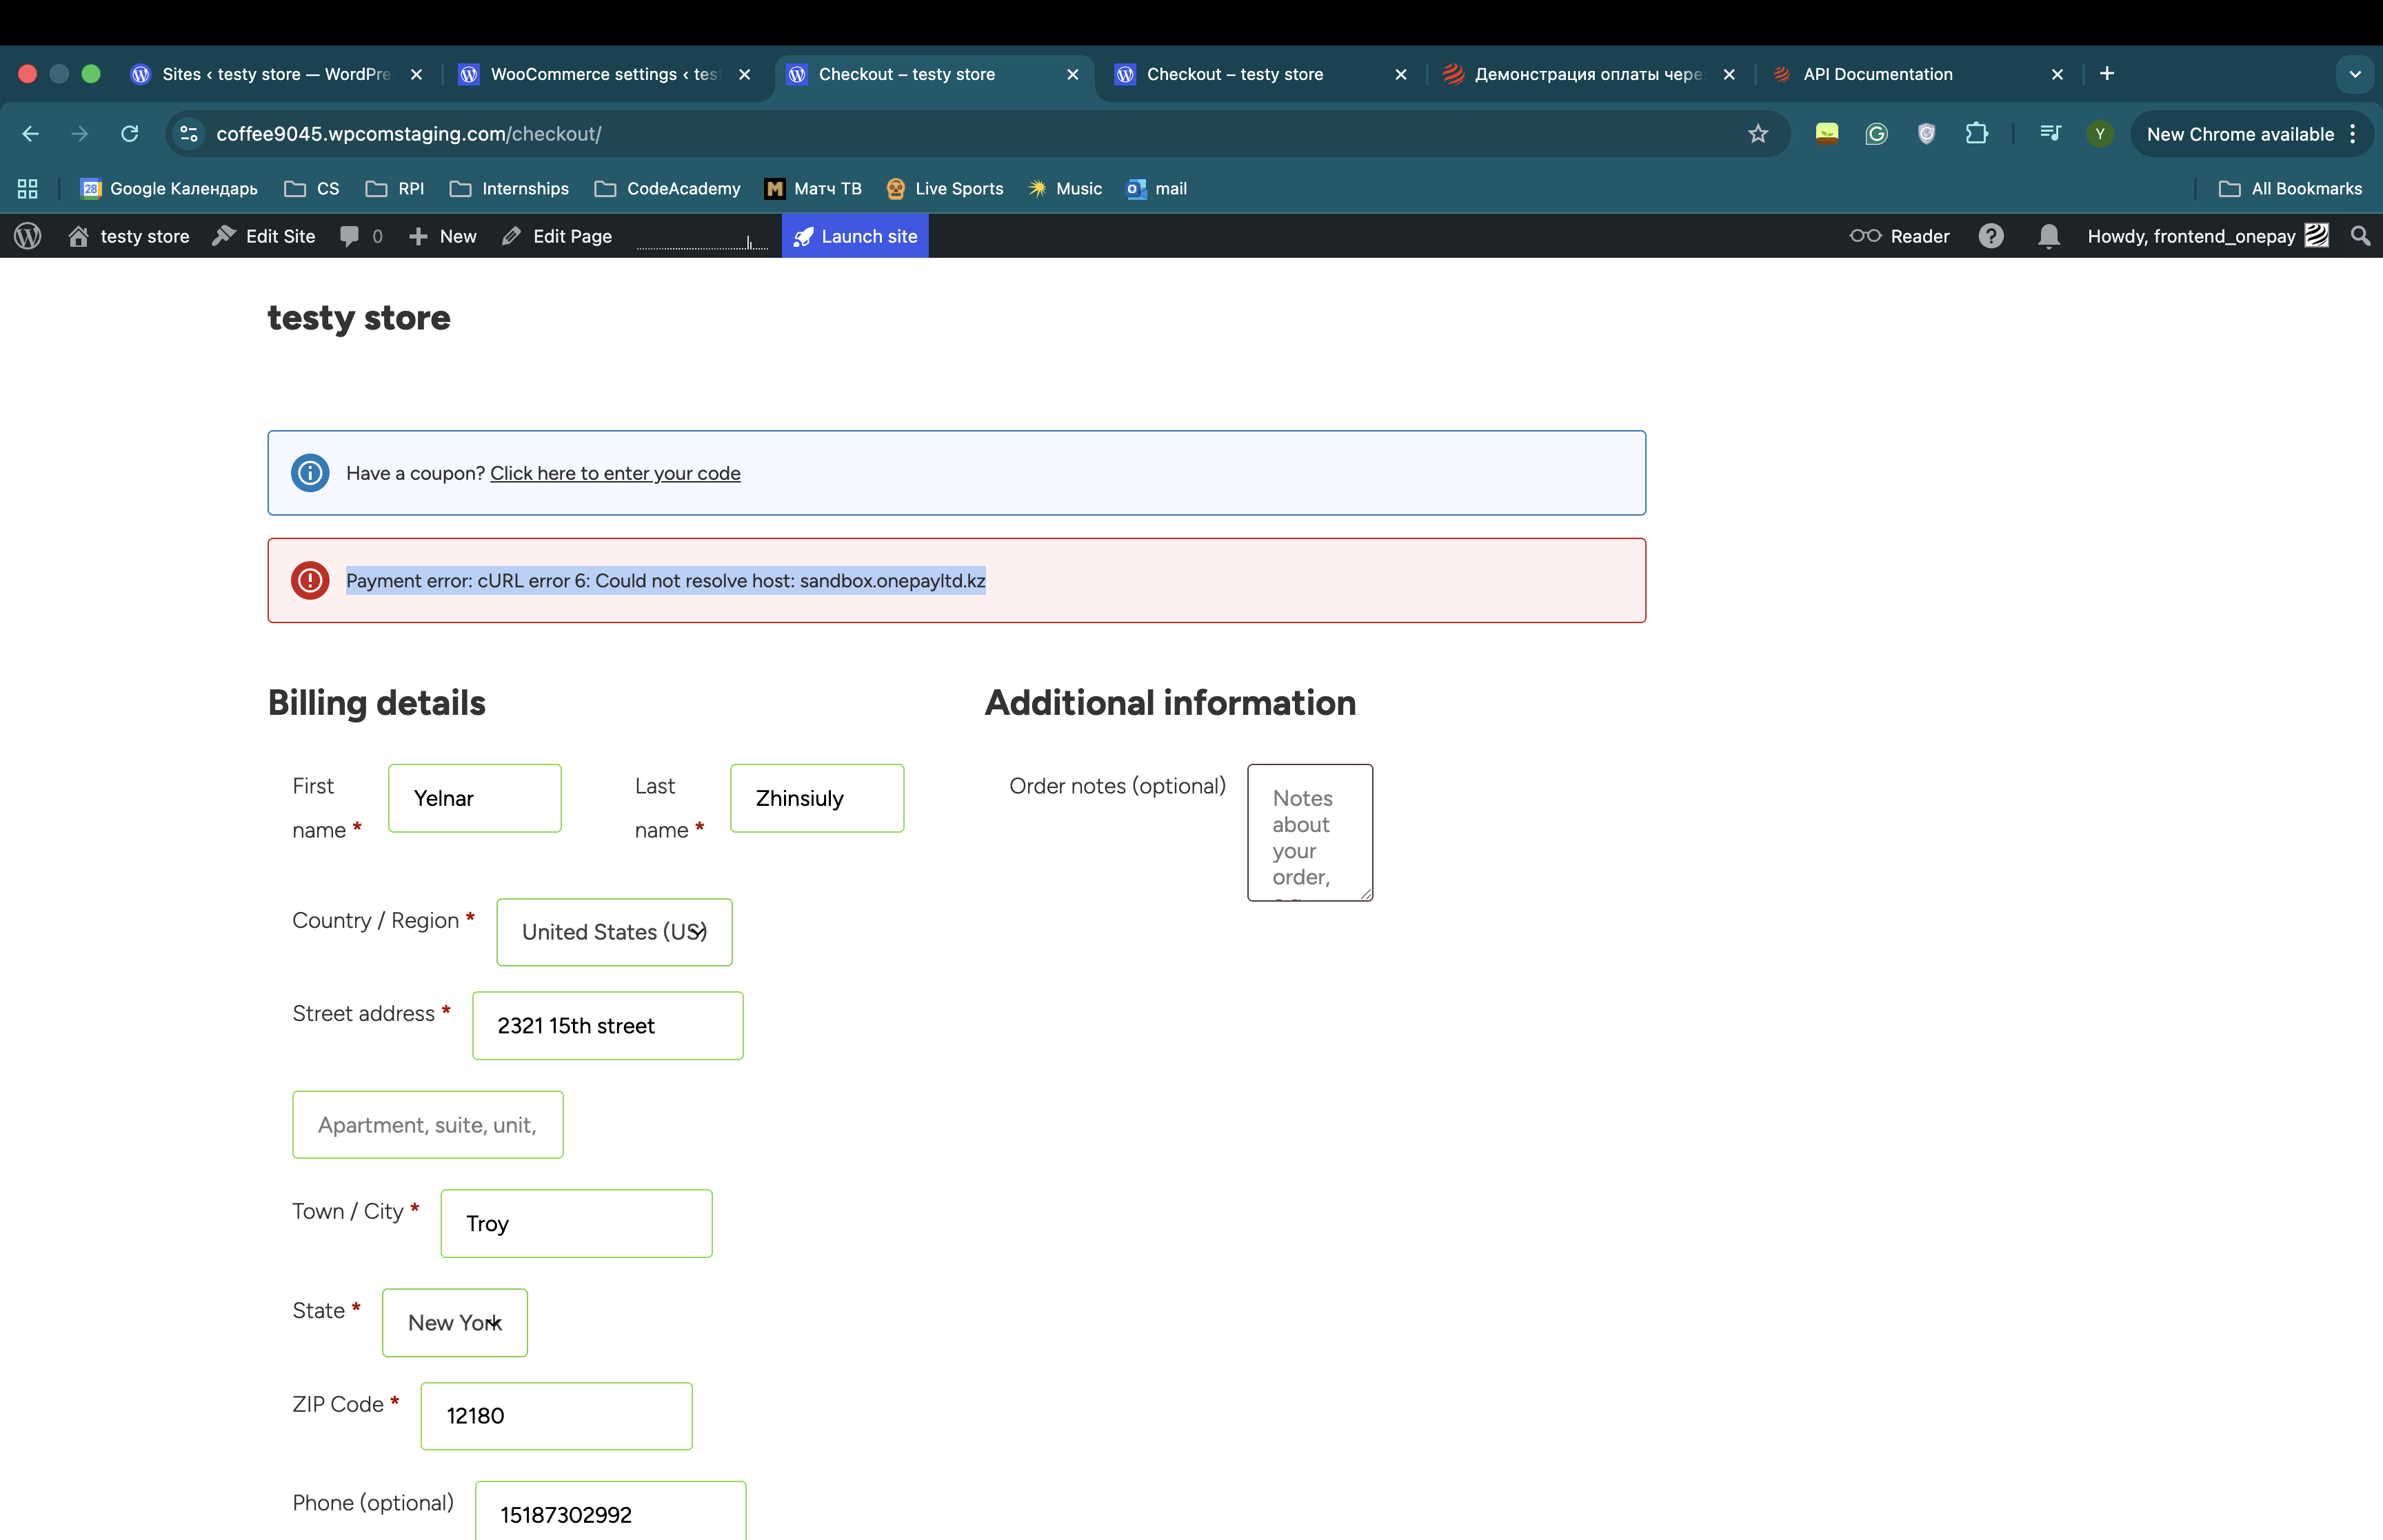 Sites ‹ testy store — WordPre
WooCommerce settings ‹ tes
Checkout – testy store
Checkout – testy store
Демонстрация оплаты чере
API Documentation
coffee9045.wpcomstaging.com/checkout/
Y
New Chrome available
28 Google Календарь
CS
RPI
Internships
CodeAcademy
Матч ТВ
Live Sports
Music
mail
All Bookmarks
testy store
Edit Site
0
New
Edit Page
Launch site
Reader
Howdy, frontend_onepay
testy store
Have a coupon? Click here to enter your code
Payment error: cURL error 6: Could not resolve host: sandbox.onepayltd.kz
Billing details
Additional information
First
name *
Yelnar
Last
name *
Zhinsiuly
Order notes (optional)
Notes
about
your
order,
Country / Region *
United States (US)
Street address *
2321 15th street
Apartment, suite, unit,
Town / City *
Troy
State *
New York
ZIP Code *
12180
Phone (optional)
15187302992